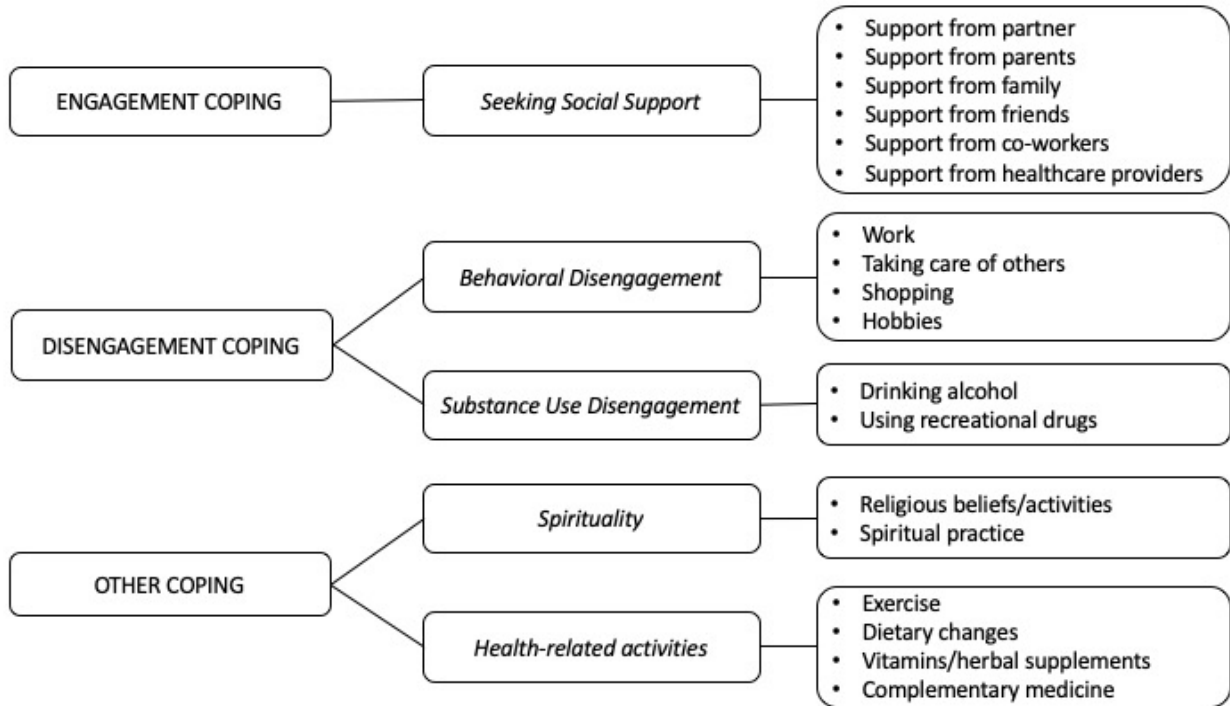 ENGAGEMENT COPING
Seeking Social Support
• Support from partner
• Support from parents
• Support from family
• Support from friends
• Support from co-workers
• Support from healthcare providers
DISENGAGEMENT COPING
Behavioral Disengagement
• Work
• Taking care of others
• Shopping
• Hobbies
Substance Use Disengagement
• Drinking alcohol
• Using recreational drugs
OTHER COPING
Spirituality
• Religious beliefs/activities
• Spiritual practice
Health-related activities
• Exercise
• Dietary changes
• Vitamins/herbal supplements
• Complementary medicine